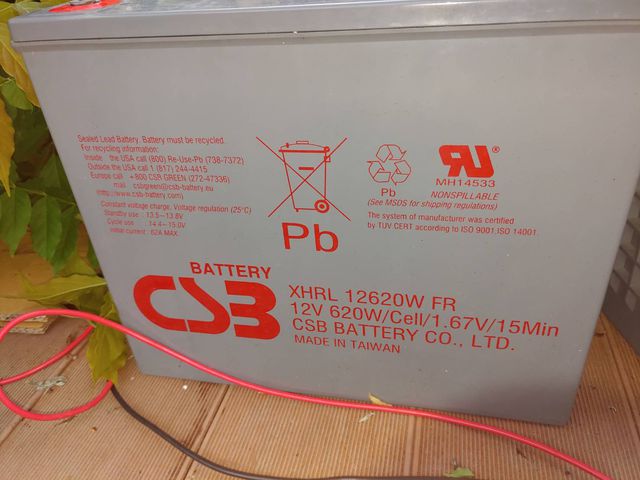 Sealed Lead Battery. Battery must be recycled.
For recycling information:
Inside the USA call (800) Re-Use-Pb (738-7372)
Outside the USA call 1 (817) 244-4415
Europe call +800 CSB GREEN (272-47336)
mail csbgreen@csb-battery.eu
(http://www.csb-battery.com)
Constant voltage charge, Voltage regulation (25°C)
Standby use : 13.5—13.8V
Cycle use : 14.4—15.0V
Initial current : 62A MAX.
Pb
Pb
MH14533
NONSPILLABLE
(See MSDS for shipping regulations)
The system of manufacturer was certified
by TÜV CERT according to ISO 9001.ISO 14001.
BATTERY
CSB
XHRL 12620W FR
12V 620W/Cell/1.67V/15Min
CSB BATTERY CO., LTD.
MADE IN TAIWAN